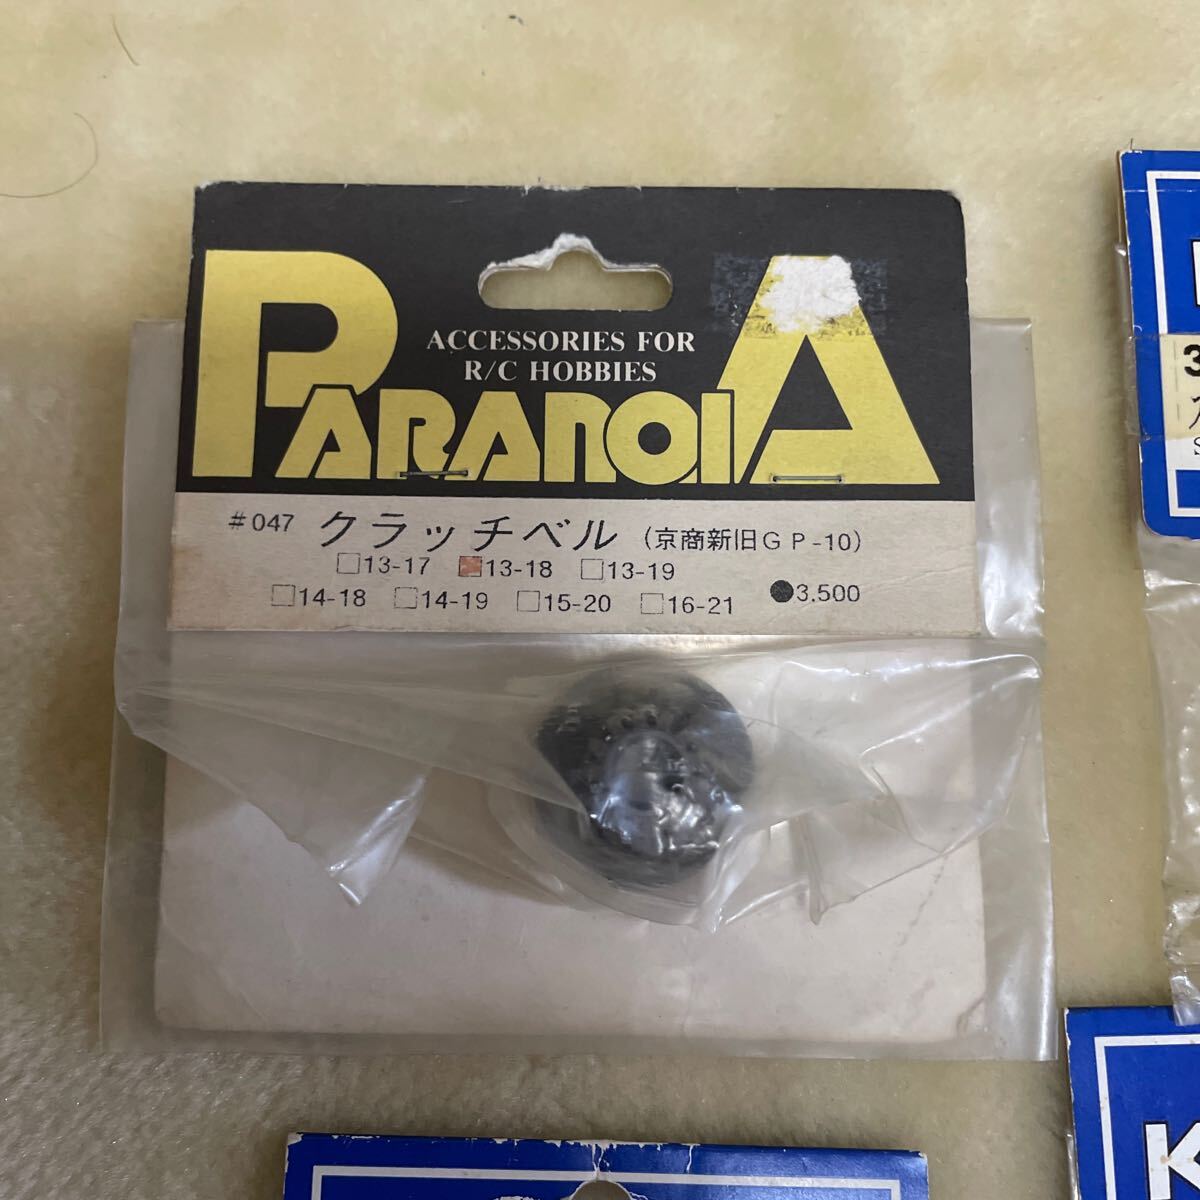 ACCESSORIES FOR
R/C HOBBIES
PARANOIA
#047 クラッチベル (京商新旧GP-10)
□13-17 ■13-18 □13-19
□14-18 □14-19 □15-20 □16-21 ●3.500
3
S
K